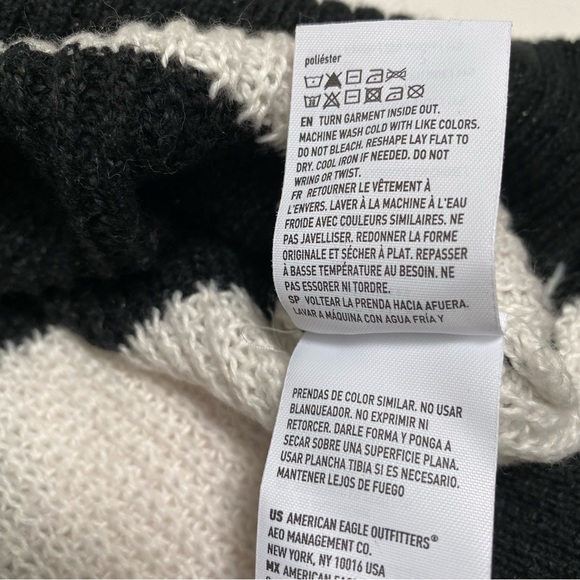 poliéster
EN TURN GARMENT INSIDE OUT.
MACHINE WASH COLD WITH LIKE COLORS.
DO NOT BLEACH. RESHAPE LAY FLAT TO
DRY. COOL IRON IF NEEDED. DO NOT
WRING OR TWIST.
FR RETOURNER LE VÊTEMENT À
L'ENVERS. LAVER À LA MACHINE À L'EAU
FROIDE AVEC COULEURS SIMILAIRES. NE
PAS JAVELLISER. REDONNER LA FORME
ORIGINALE ET SÉCHER À PLAT. REPASSER
À BASSE TEMPÉRATURE AU BESOIN. NE
PAS ESSORER NI TORDRE.
SP VOLTEAR LA PRENDA HACIA AFUERA.
LAVAR A MÁQUINA CON AGUA FRÍA Y
PRENDAS DE COLOR SIMILAR. NO USAR
BLANQUEADOR. NO EXPRIMIR NI
RETORCER. DARLE FORMA Y PONGA A
SECAR SOBRE UNA SUPERFICIE PLANA.
USAR PLANCHA TIBIA SI ES NECESARIO.
MANTENER LEJOS DE FUEGO
US AMERICAN EAGLE OUTFITTERS®
AEO MANAGEMENT CO.
NEW YORK, NY 10016 USA
MX AMERICAN EAGLE